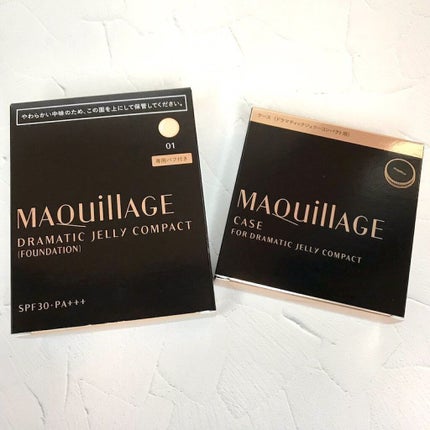 やわらかい中味のため、この面を上にして保管してください。
01
専用パフ付き
MAQuillAGE
DRAMATIC JELLY COMPACT
(FOUNDATION)
SPF30・PA+++
ケース（ドラマティックジェリーコンパクト用）
MAQuillAGE
CASE
FOR DRAMATIC JELLY COMPACT